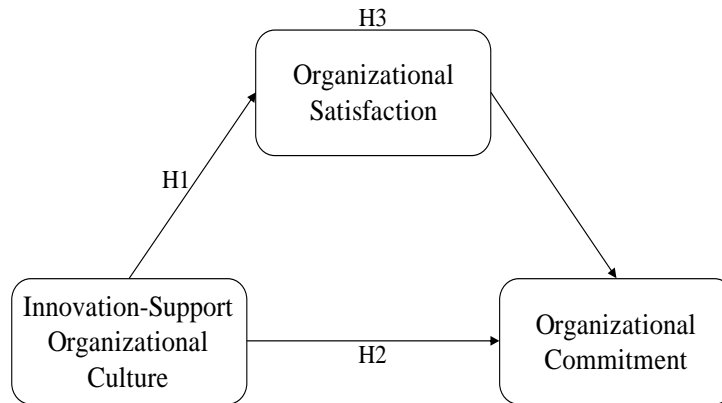 H3
Organizational
Satisfaction
H1
Innovation-Support
Organizational
Culture
H2
Organizational
Commitment